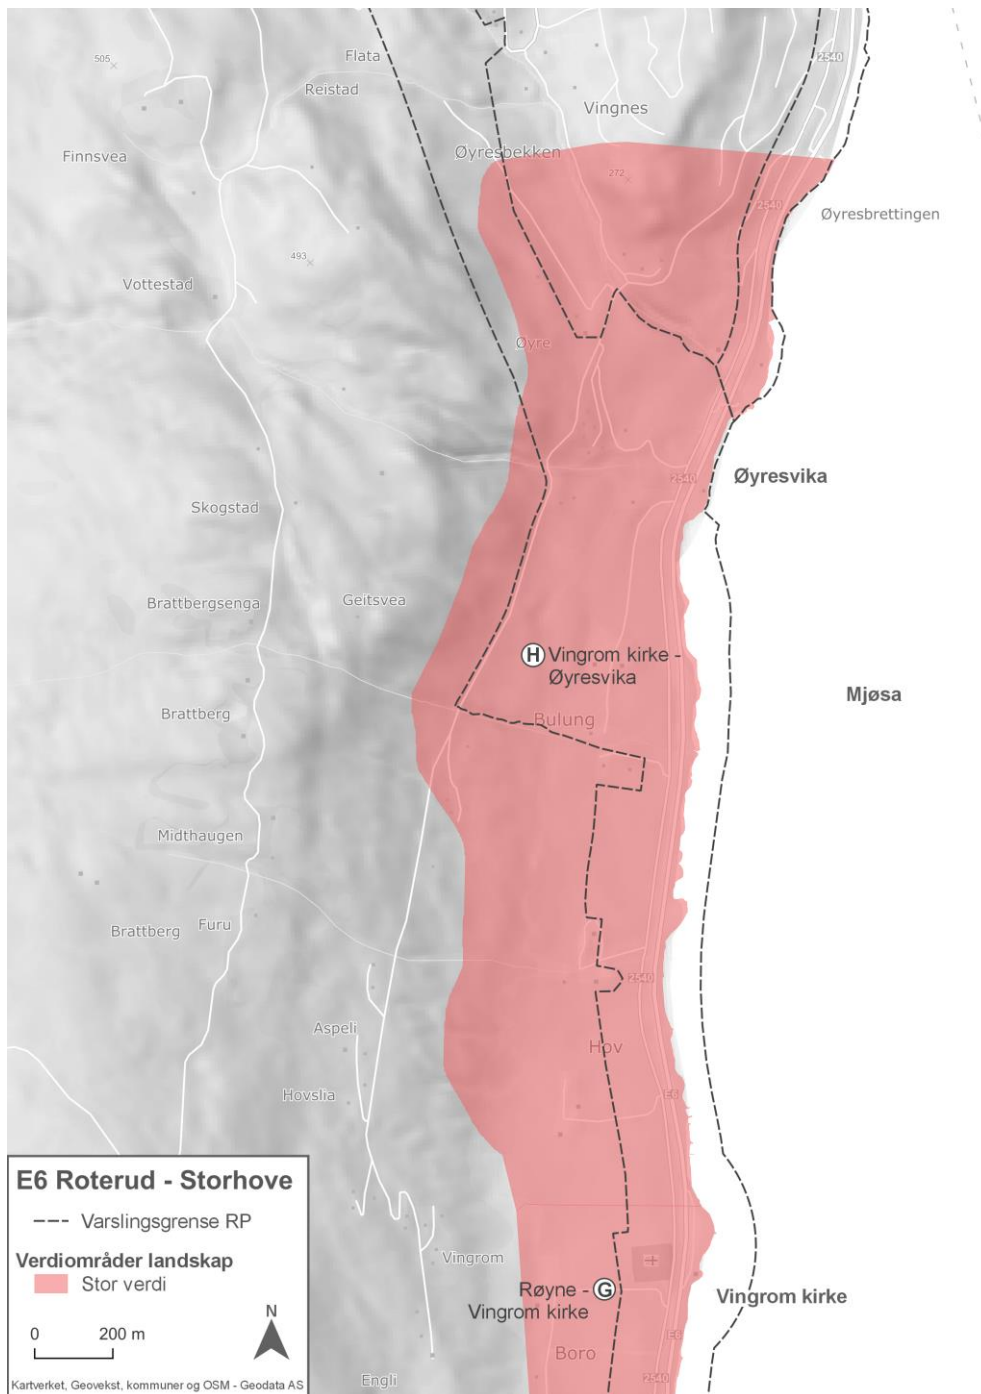 Flata
505
2540
Reistad
Vingnes
Øyresbekken
Finnsvea
272
2540
Øyresbrettingen
493
Vottestad
Øyre
2540
Øyresvika
Skogstad
Brattbergsenga
Geitsvea
H Vingrom kirke -
Øyresvika
Mjøsa
Brattberg
Bulung
Midthaugen
Furu
Brattberg
2540
Aspeli
Hov
Hovslia
E6
E6 Roterud - Storhove
Varslingsgrense RP
Verdiområder landskap
Stor verdi
0 200 m
N
Vingrom
Røyne - G
Vingrom kirke
Vingrom kirke
E6
Boro
Engli
2540
Kartverket, Geovekst, kommuner og OSM - Geodata AS